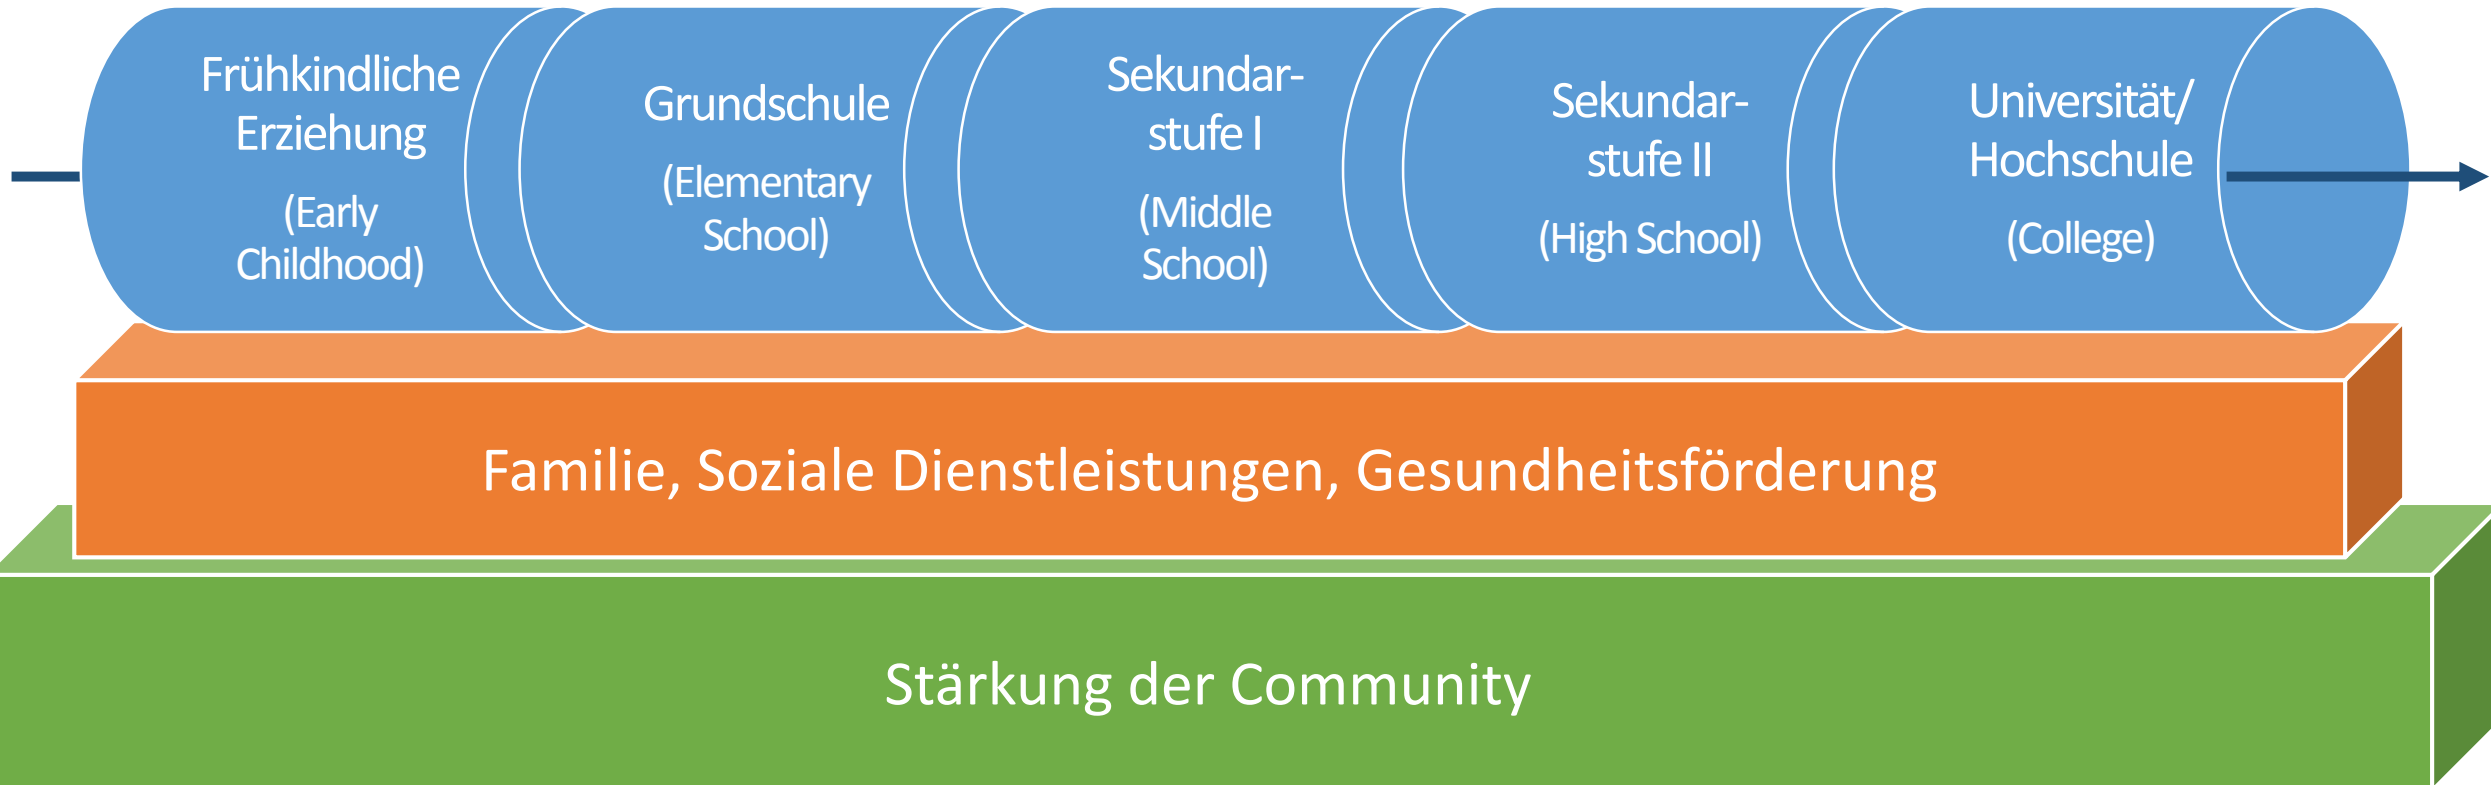 Frühkindliche
Erziehung
(Early
Childhood)
Grundschule
(Elementary
School)
Sekundar-
stufe I
(Middle
School)
Sekundar-
stufe II
(High School)
Universität/
Hochschule
(College)
Familie, Soziale Dienstleistungen, Gesundheitsförderung
Stärkung der Community